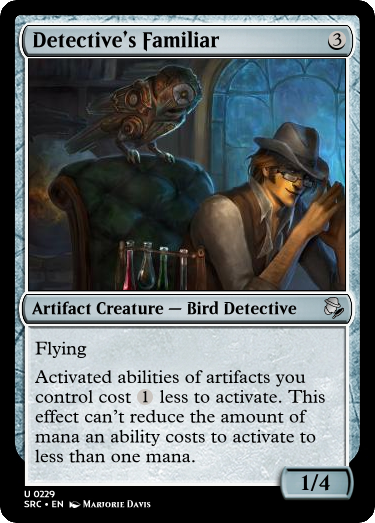 Detective's Familiar 3
Artifact Creature — Bird Detective
Flying
Activated abilities of artifacts you
control cost 1 less to activate. This
effect can't reduce the amount of
mana an ability costs to activate to
less than one mana.
1/4
U 0229
SRC • EN Marjorie Davis